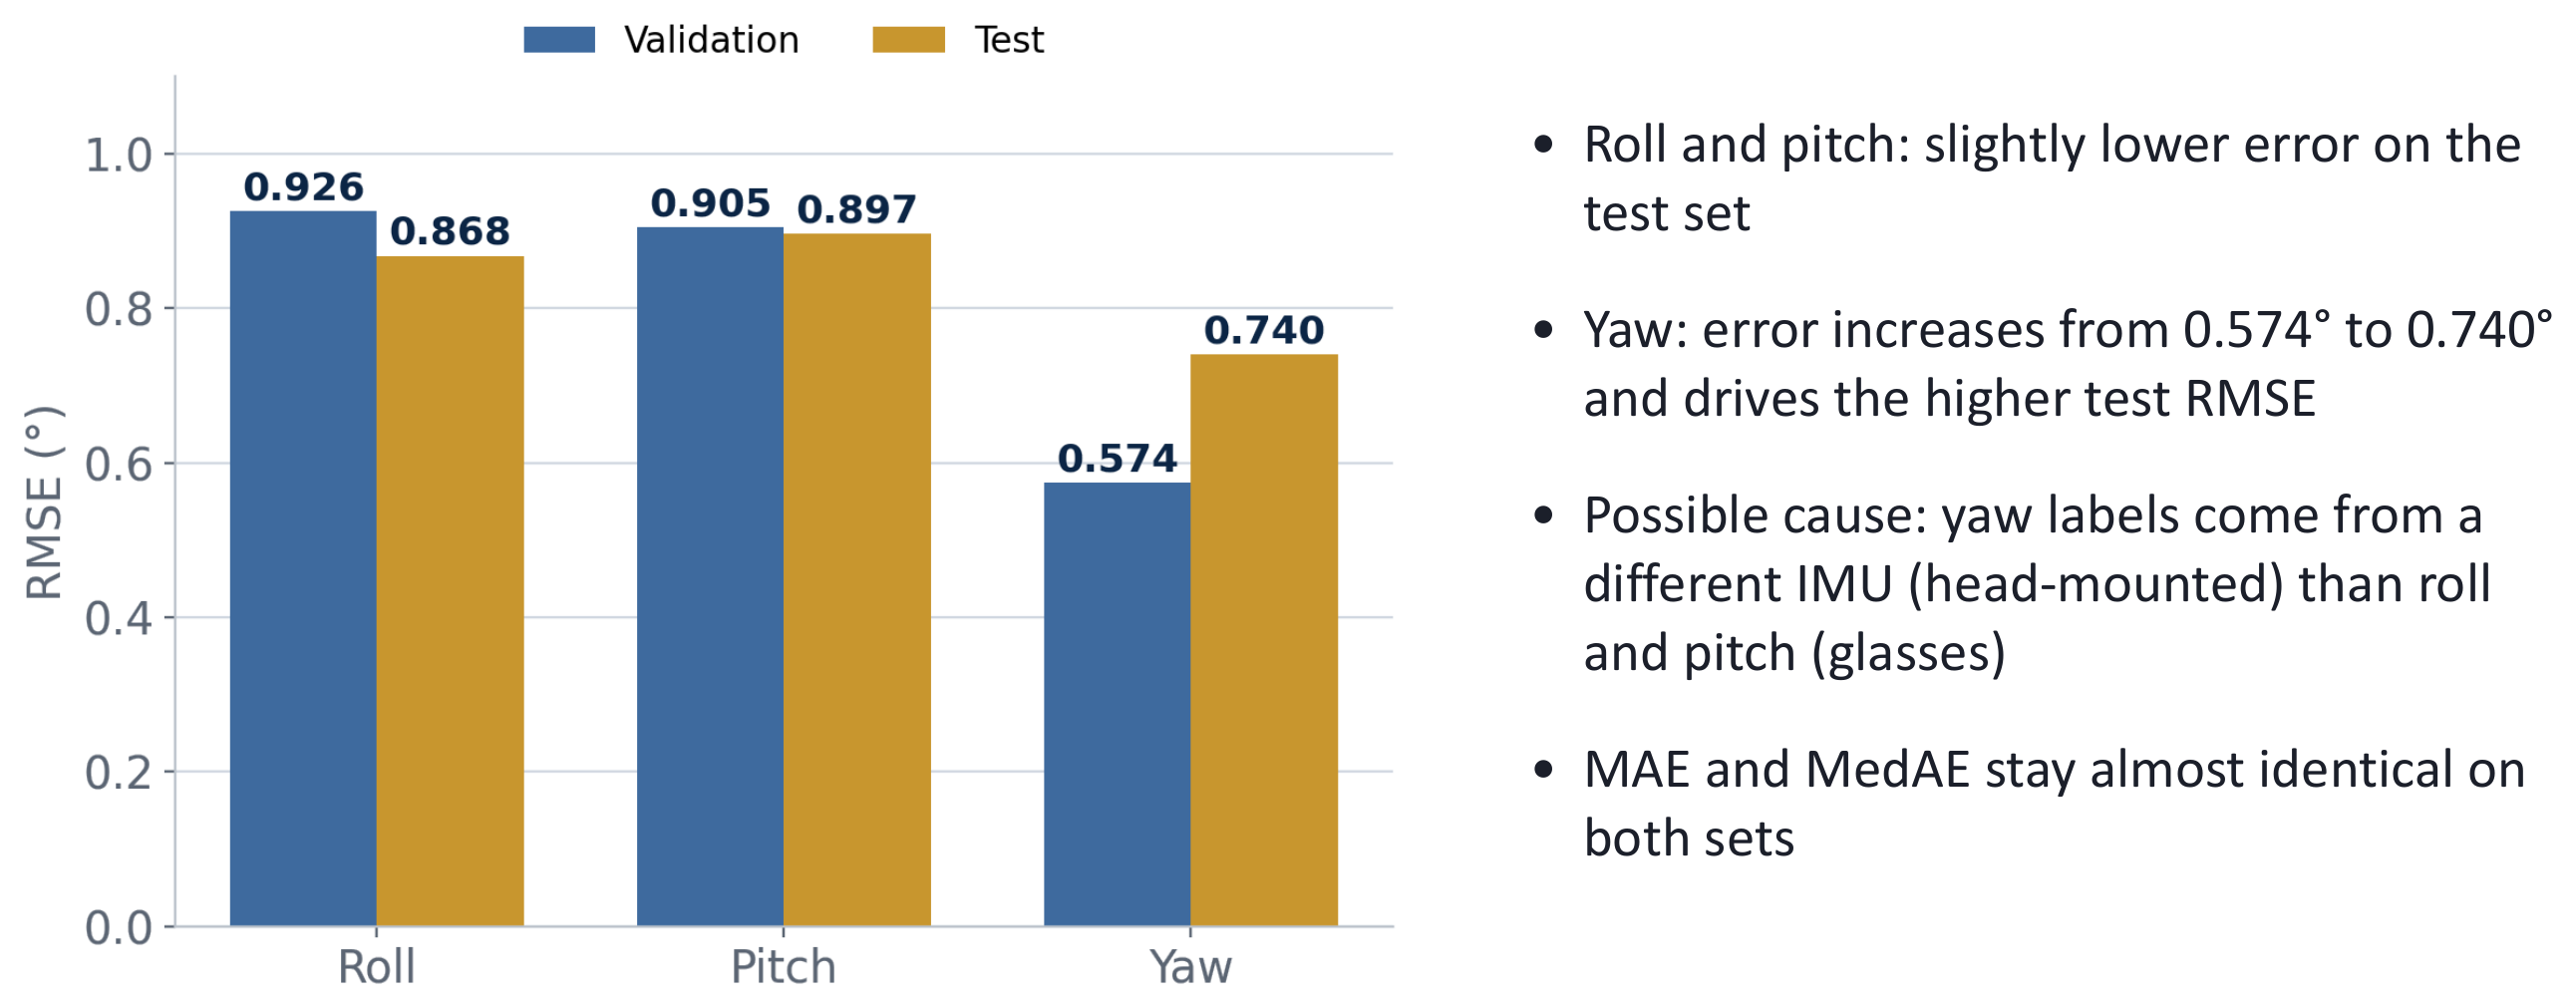 Validation Test
RMSE (°)
1.0
0.8
0.6
0.4
0.2
0.0
0.926
0.868
0.905
0.897
0.574
0.740
Roll
Pitch
Yaw
• Roll and pitch: slightly lower error on the
test set
• Yaw: error increases from 0.574° to 0.740°
and drives the higher test RMSE
• Possible cause: yaw labels come from a
different IMU (head-mounted) than roll
and pitch (glasses)
• MAE and MedAE stay almost identical on
both sets